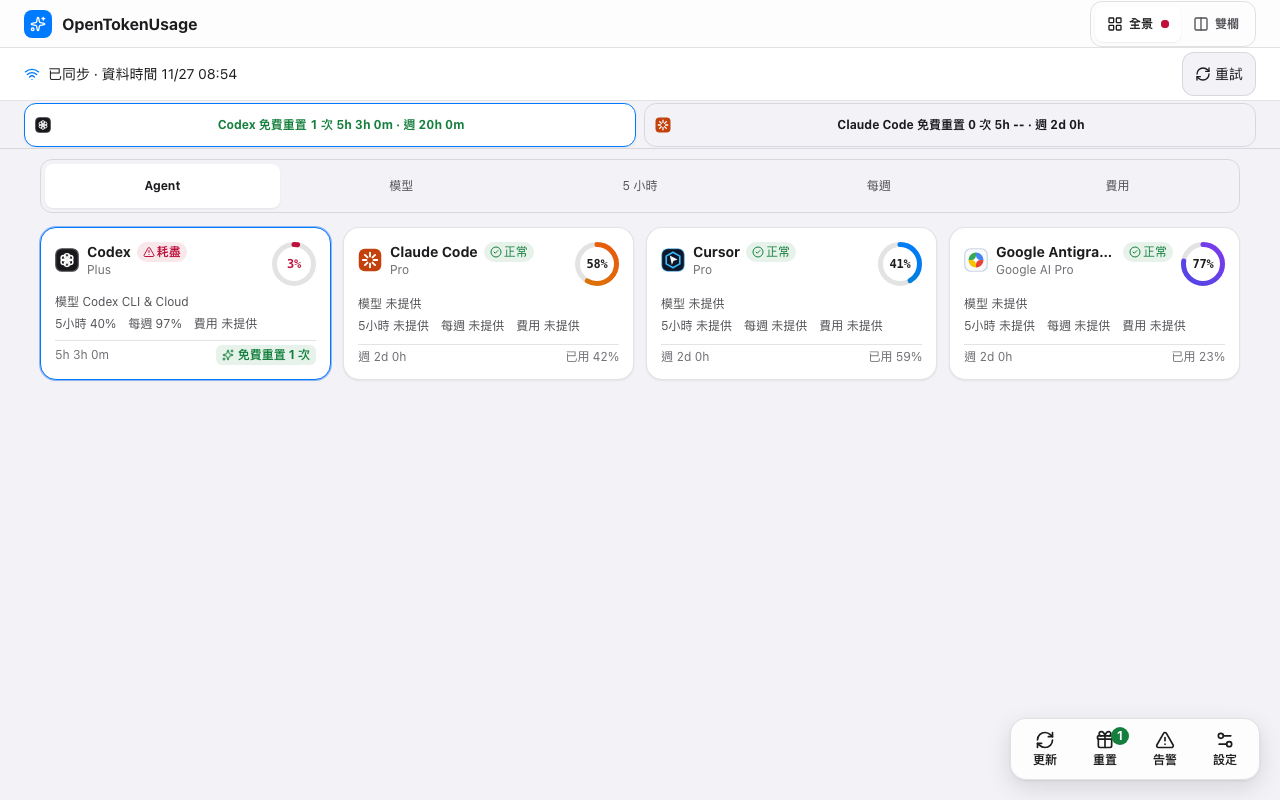 OpenTokenUsage
全景
雙欄
已同步 · 資料時間 11/27 08:54
重試
Codex 免費重置 1 次 5h 3h 0m · 週 20h 0m
Claude Code 免費重置 0 次 5h -- · 週 2d 0h
Agent
模型
5 小時
每週
費用
Codex 耗盡
Plus
3%
模型 Codex CLI & Cloud
5小時 40% 每週 97% 費用 未提供
5h 3h 0m
免費重置 1 次
Claude Code 正常
Pro
58%
模型 未提供
5小時 未提供 每週 未提供 費用 未提供
週 2d 0h
已用 42%
Cursor 正常
Pro
41%
模型 未提供
5小時 未提供 每週 未提供 費用 未提供
週 2d 0h
已用 59%
Google Antigra... 正常
Google AI Pro
77%
模型 未提供
5小時 未提供 每週 未提供 費用 未提供
週 2d 0h
已用 23%
更新
1
重置
告警
設定